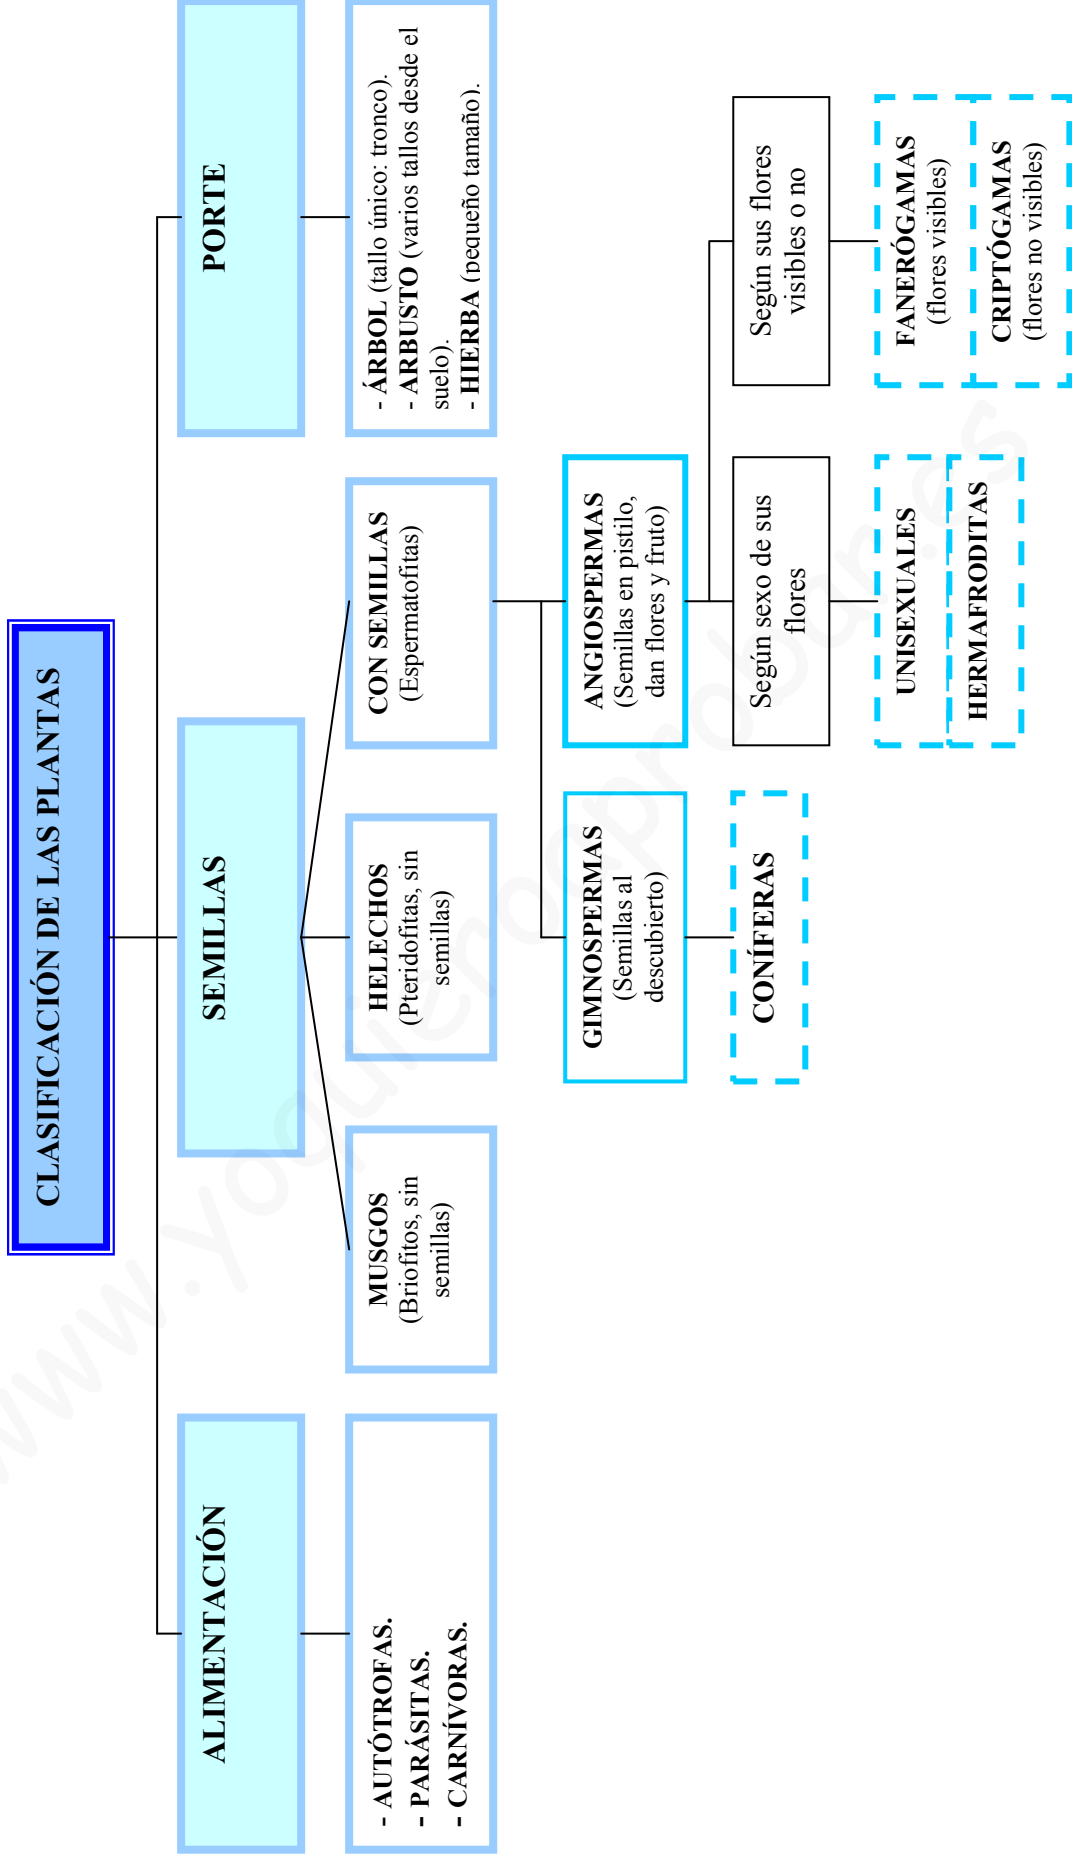 CLASIFICACIÓN DE LAS PLANTAS
ALIMENTACIÓN
SEMILLAS
PORTE
- AUTÓTROFAS.
- PARÁSITAS.
- CARNÍVORAS.
MUSGOS
(Briofitos, sin
semillas)
HELECHOS
(Pteridofitas, sin
semillas)
CON SEMILLAS
(Espermatofitas)
- ÁRBOL (tallo único: tronco).
- ARBUSTO (varios tallos desde el
suelo).
- HIERBA (pequeño tamaño).
GIMNOSPERMAS
(Semillas al
descubierto)
ANGIOSPERMAS
(Semillas en pistilo,
dan flores y fruto)
CONÍFERAS
Según sexo de sus
flores
Según sus flores
visibles o no
UNISEXUALES
HERMAFRODITAS
FANERÓGAMAS
(flores visibles)
CRIPTÓGAMAS
(flores no visibles)
www.yoquieroaprobar.es